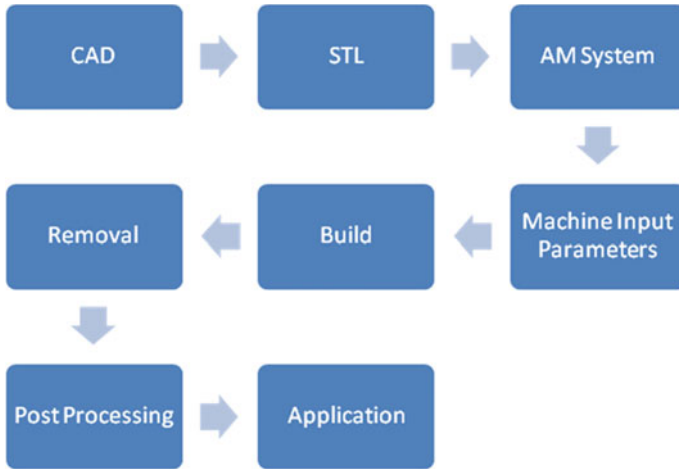 CAD
STL
AM System
Machine Input
Parameters
Build
Removal
Post Processing
Application